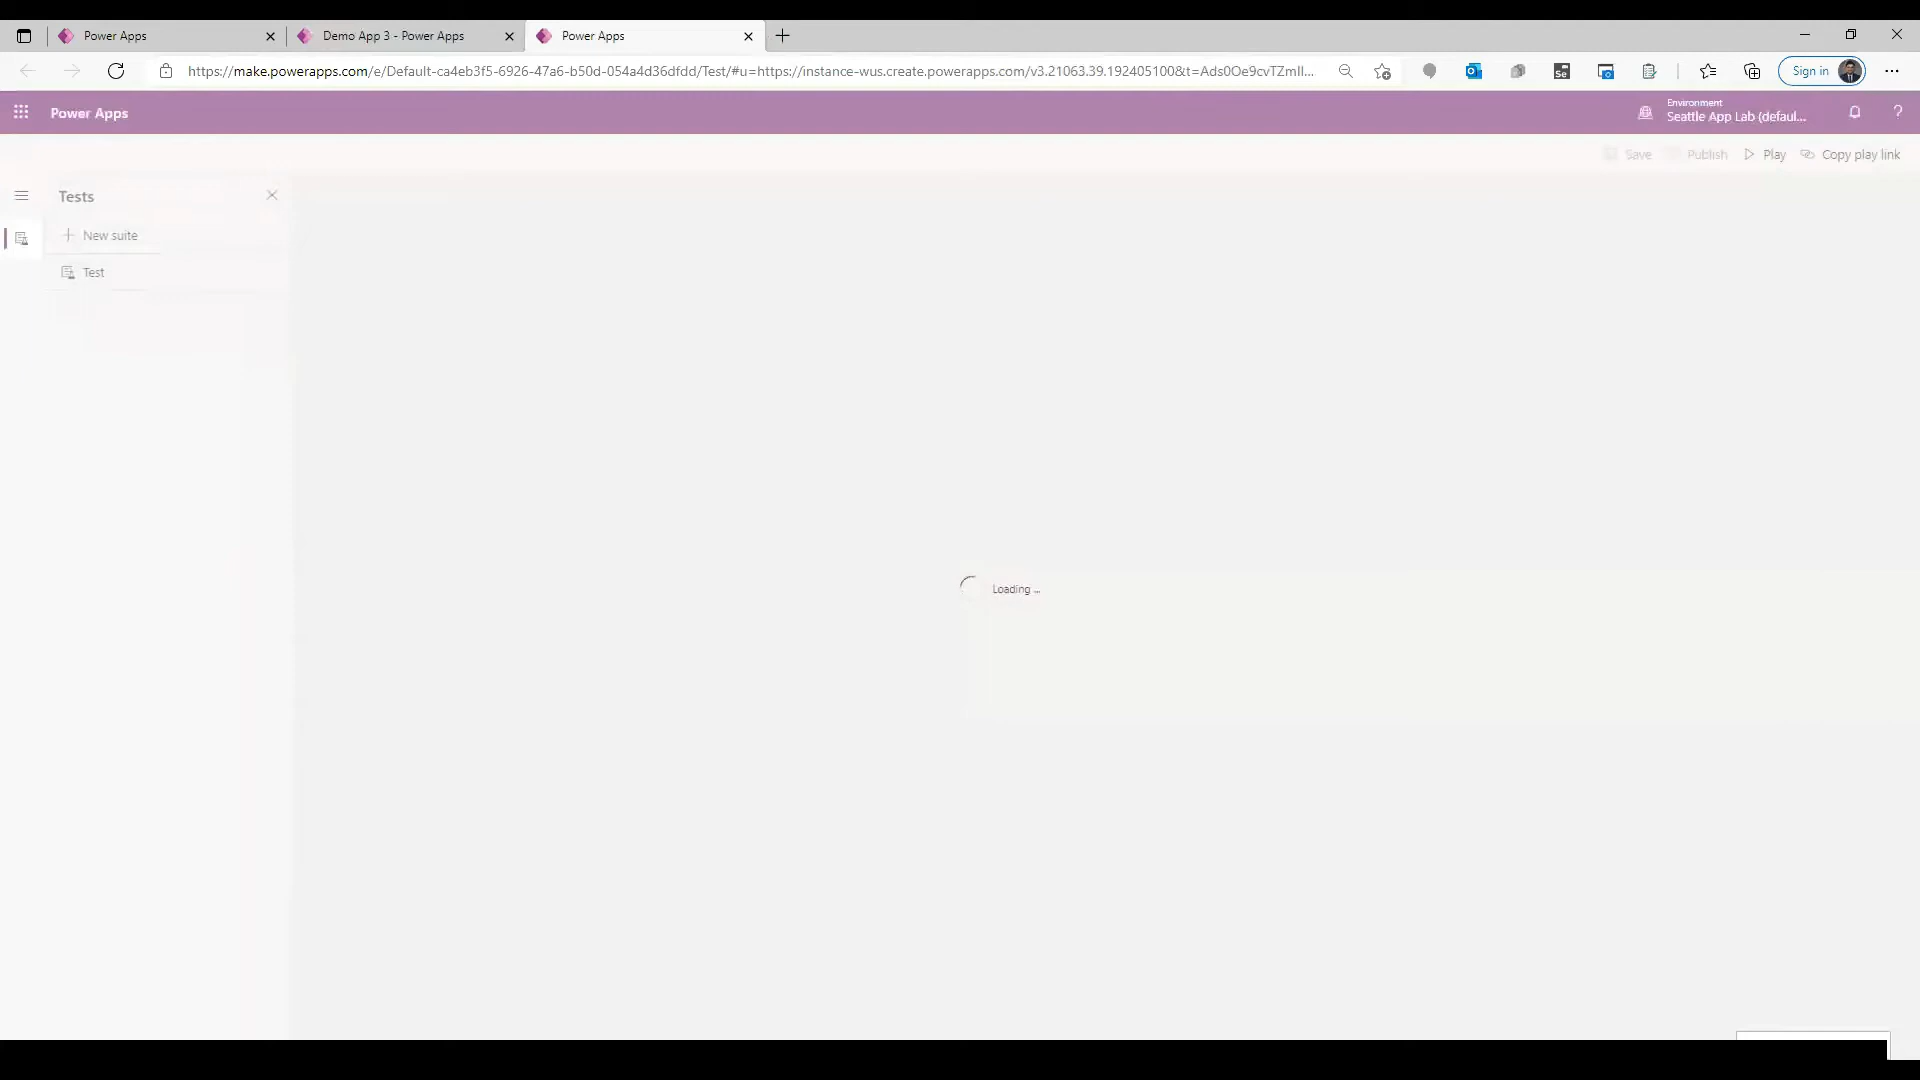 Power Apps
Demo App 3 - Power Apps
Power Apps
https://make.powerapps.com/e/Default-ca4eb3f5-6926-47a6-b50d-054a4d36dfdd/Test/#u=https://instance-wus.create.powerapps.com/v3.21063.39.192405100&t=Ads0Oe9cvTZmlI...
Se
Sign in
Power Apps
Environment
Seattle App Lab (defaul...
?
Save
Publish
Play
Copy play link
Tests
New suite
Test
Loading ...